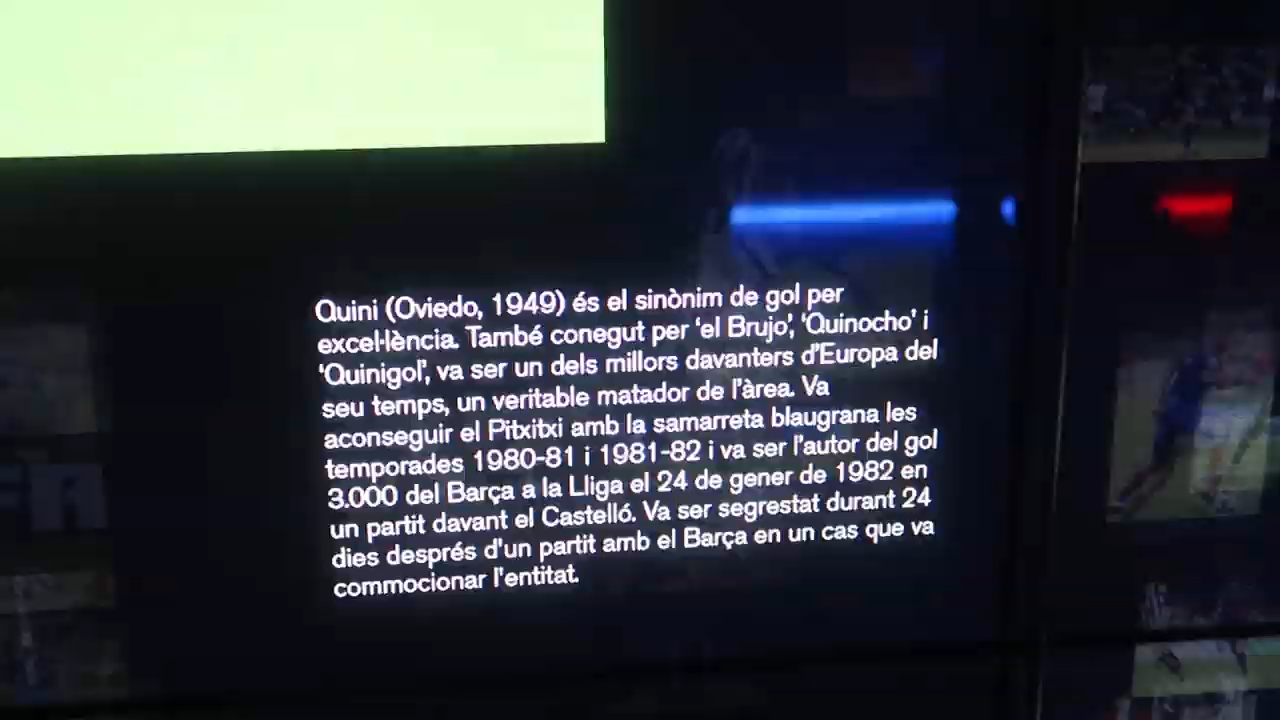 Quini (Oviedo, 1949) és el sinònim de gol per
excel·lència. També conegut per ‘el Brujo’, ‘Quinocho’ i
‘Quinigol’, va ser un dels millors davanters d’Europa del
seu temps, un veritable matador de l’àrea. Va
aconseguir el Pitxitxi amb la samarreta blaugrana les
temporades 1980-81 i 1981-82 i va ser l’autor del gol
3.000 del Barça a la Lliga el 24 de gener de 1982 en
un partit davant el Castelló. Va ser segrestat durant 24
dies després d'un partit amb el Barça en un cas que va
commocionar l'entitat.